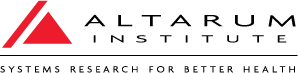 ALTARUM
INSTITUTE
SYSTEMS RESEARCH FOR BETTER HEALTH